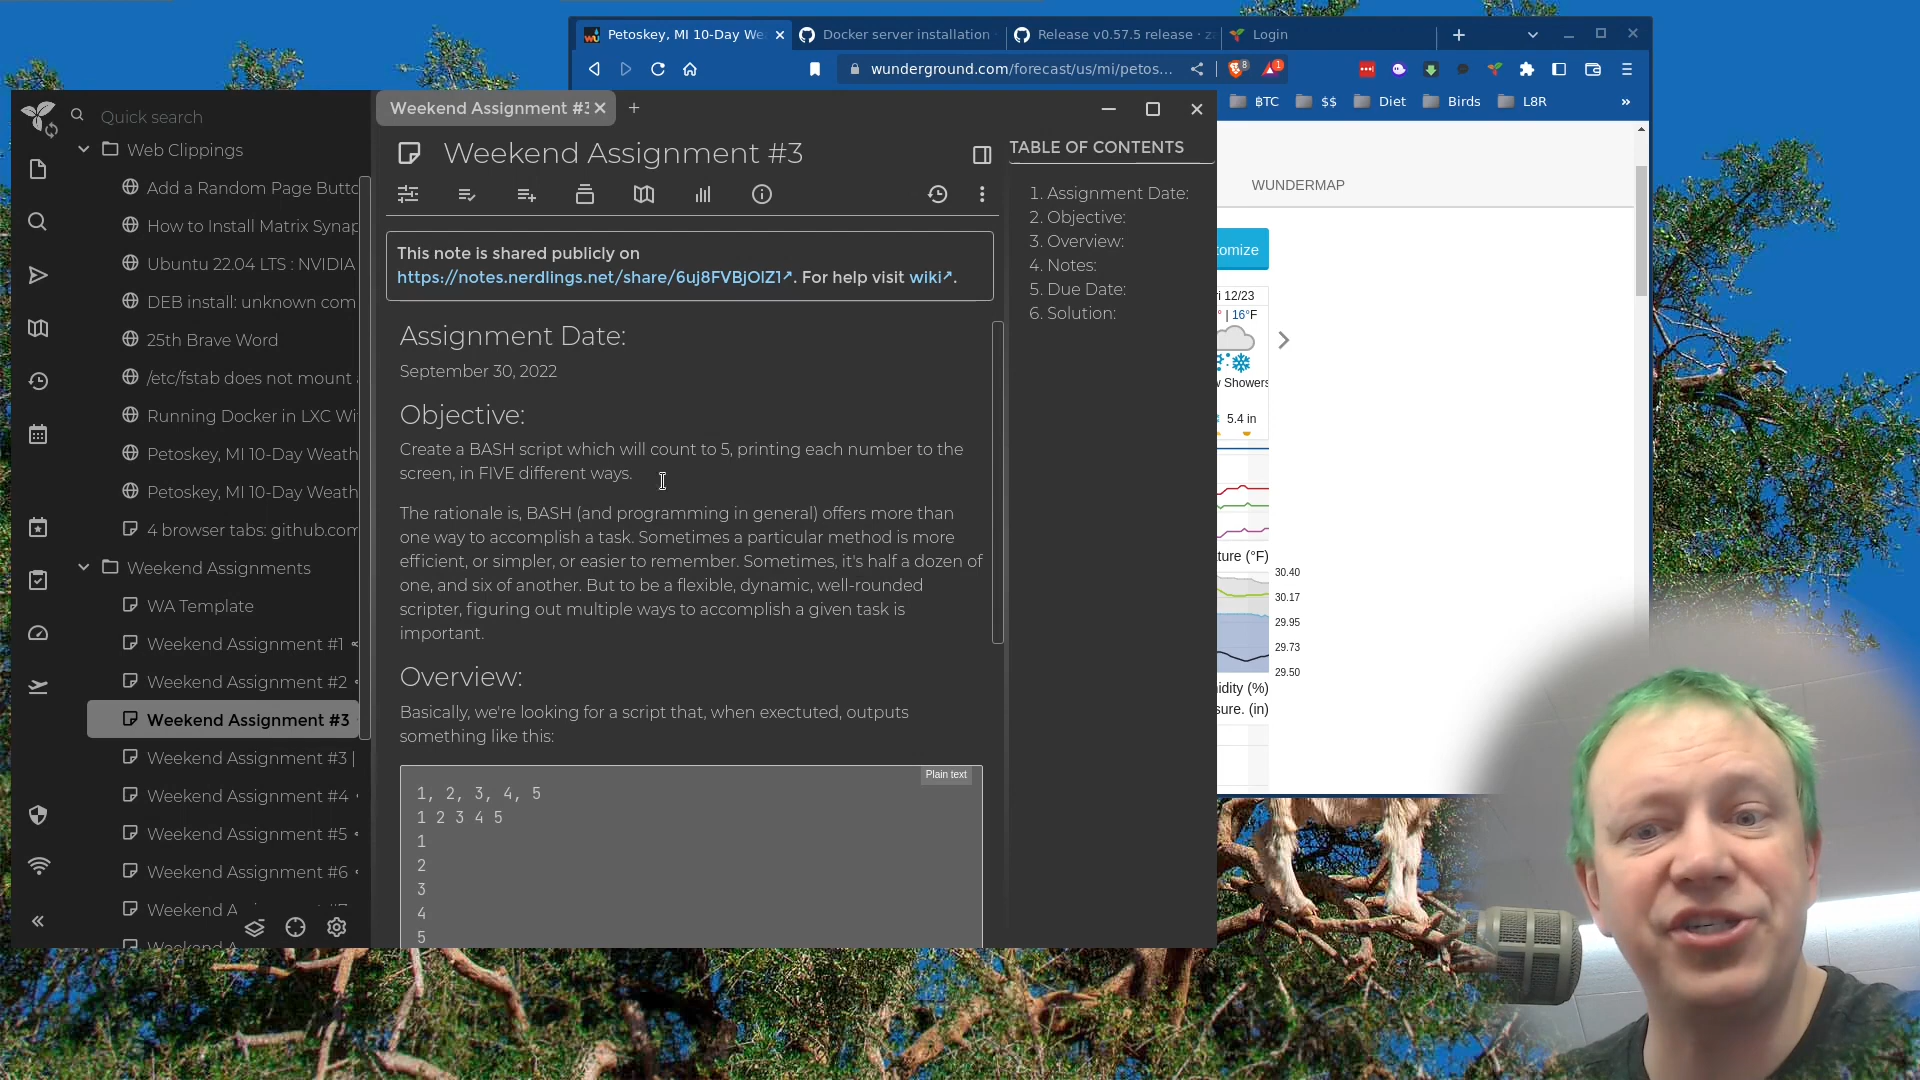 Petoskey, MI 10-Day We
Docker server installation
Release v0.57.5 release · z
Login
wunderground.com/forecast/us/mi/petos...
8
1
₿TC
$$
Diet
Birds
L8R
»
WUNDERMAP
omize
i 12/23
° | 16°F
Showers
5.4 in
ture (°F)
30.40
30.17
29.95
29.73
29.50
idity (%)
sure. (in)
Quick search
Web Clippings
Add a Random Page Butto
How to Install Matrix Synap
Ubuntu 22.04 LTS : NVIDIA
DEB install: unknown com
25th Brave Word
/etc/fstab does not mount
Running Docker in LXC Wi
Petoskey, MI 10-Day Weath
Petoskey, MI 10-Day Weath
4 browser tabs: github.com
Weekend Assignments
WA Template
Weekend Assignment #1
Weekend Assignment #2
Weekend Assignment #3
Weekend Assignment #3 |
Weekend Assignment #4
Weekend Assignment #5
Weekend Assignment #6
Weekend A
Weekend A
Weekend Assignment #3
Weekend Assignment #3
This note is shared publicly on
https://notes.nerdlings.net/share/6uj8FVBjOlZ1. For help visit wiki.
Assignment Date:
September 30, 2022
Objective:
Create a BASH script which will count to 5, printing each number to the
screen, in FIVE different ways.
The rationale is, BASH (and programming in general) offers more than
one way to accomplish a task. Sometimes a particular method is more
efficient, or simpler, or easier to remember. Sometimes, it's half a dozen of
one, and six of another. But to be a flexible, dynamic, well-rounded
scripter, figuring out multiple ways to accomplish a given task is
important.
Overview:
Basically, we're looking for a script that, when exectuted, outputs
something like this:
Plain text
1, 2, 3, 4, 5
1 2 3 4 5
1
2
3
4
5
TABLE OF CONTENTS
1. Assignment Date:
2. Objective:
3. Overview:
4. Notes:
5. Due Date:
6. Solution: